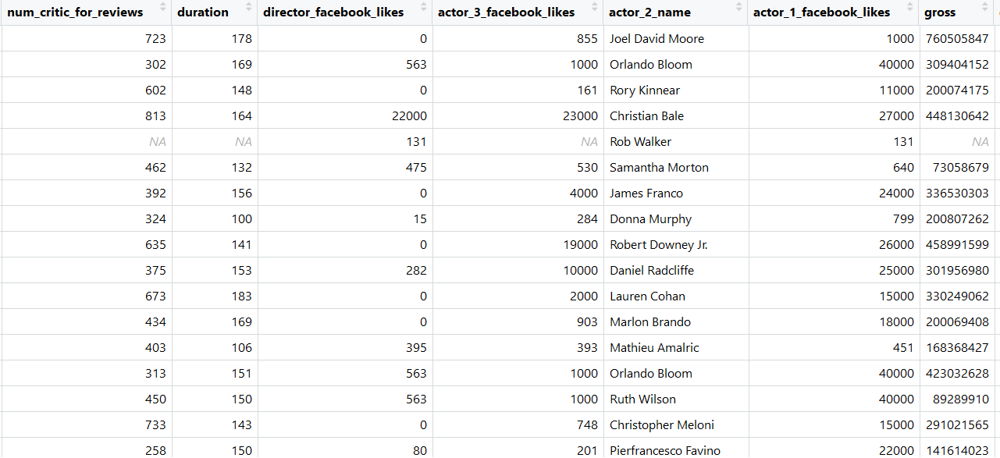 num_critic_for_reviews duration director_facebook_likes actor_3_facebook_likes actor_2_name actor_1_facebook_likes gross
723 178 0 855 Joel David Moore 1000 760505847
302 169 563 1000 Orlando Bloom 40000 309404152
602 148 0 161 Rory Kinnear 11000 200074175
813 164 22000 23000 Christian Bale 27000 448130642
NA NA 131 NA Rob Walker 131 NA
462 132 475 530 Samantha Morton 640 73058679
392 156 0 4000 James Franco 24000 336530303
324 100 15 284 Donna Murphy 799 200807262
635 141 0 19000 Robert Downey Jr. 26000 458991599
375 153 282 10000 Daniel Radcliffe 25000 301956980
673 183 0 2000 Lauren Cohan 15000 330249062
434 169 0 903 Marlon Brando 18000 200069408
403 106 395 393 Mathieu Amalric 451 168368427
313 151 563 1000 Orlando Bloom 40000 423032628
450 150 563 1000 Ruth Wilson 40000 89289910
733 143 0 748 Christopher Meloni 15000 291021565
258 150 80 201 Pierfrancesco Favino 22000 141614023